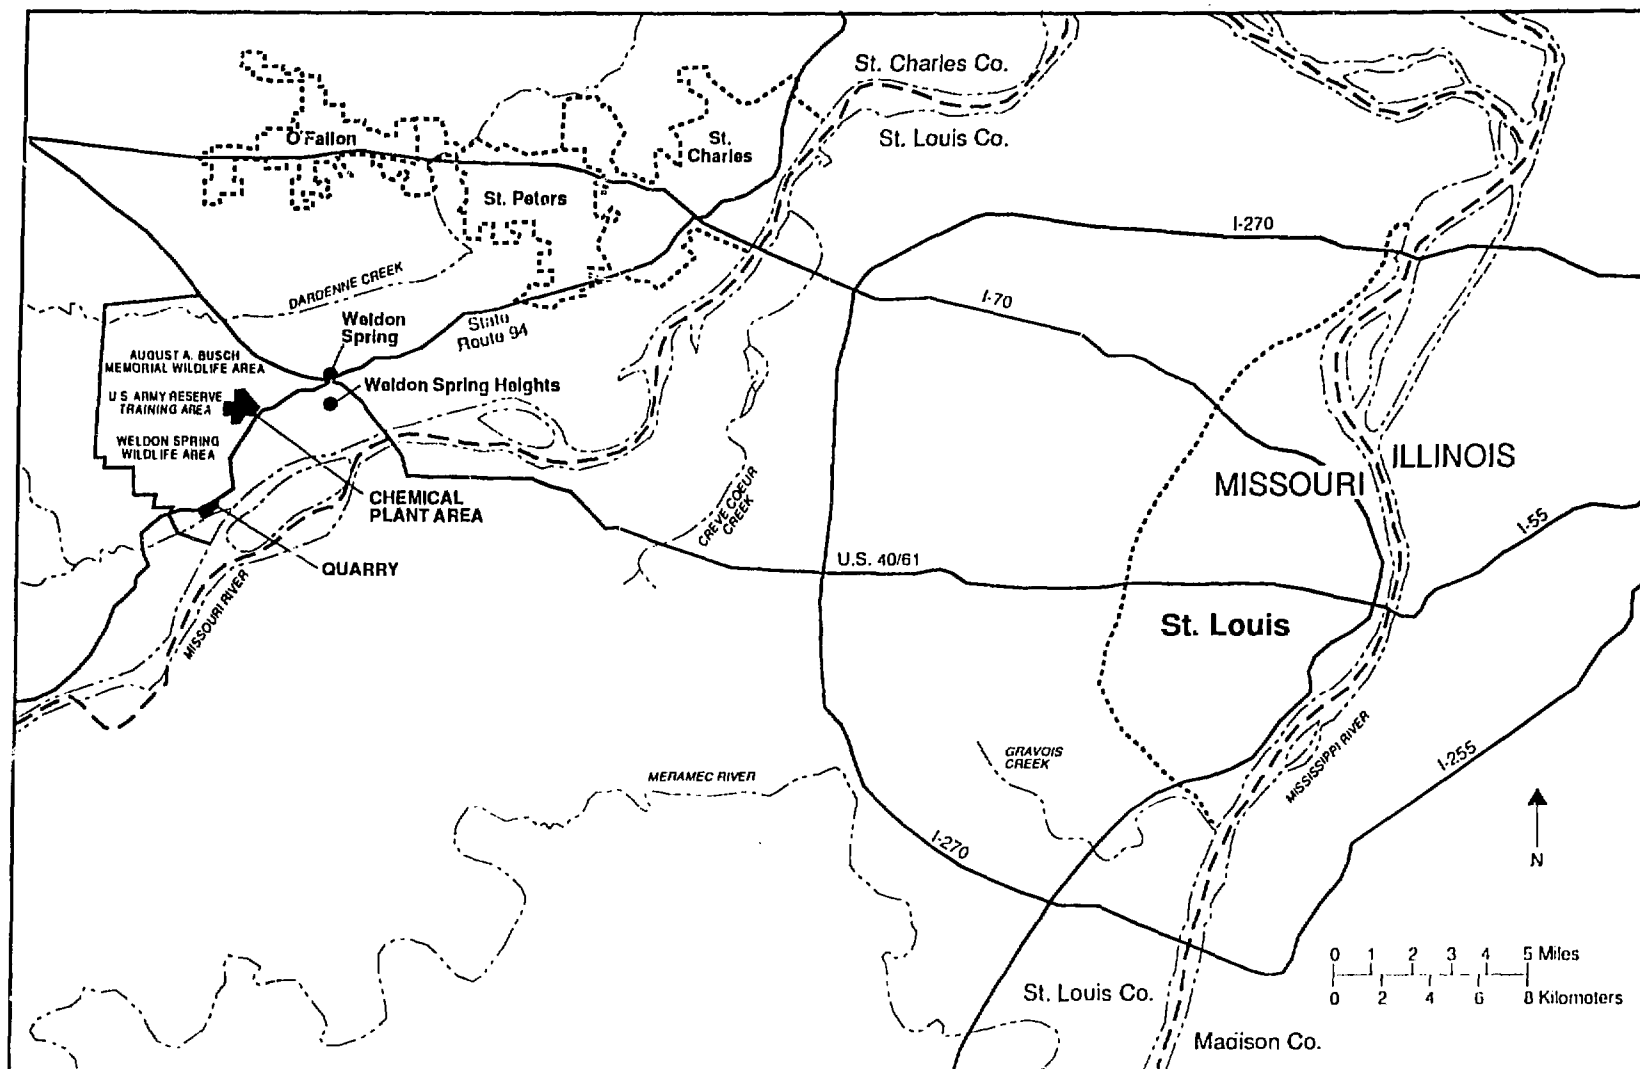 St. Charles Co.
St. Louis Co.
O'Fallon
St.
Charles
St. Peters
I-270
DARDENNE CREEK
I-70
Weldon
Spring
State
Route 94
AUGUST A. BUSCH
MEMORIAL WILDLIFE AREA
Weldon Spring Heights
U.S. ARMY RESERVE
TRAINING AREA
WELDON SPRING
WILDLIFE AREA
ILLINOIS
MISSOURI
CHEMICAL
PLANT AREA
CREVE COEUR
CREEK
I-55
QUARRY
U.S. 40/61
MISSOURI RIVER
St. Louis
GRAVOIS
CREEK
MISSISSIPPI RIVER
I-255
MERAMEC RIVER
I-270
N
0 1 2 3 4 5 Miles
0 2 4 6 8 Kilometers
St. Louis Co.
Madison Co.